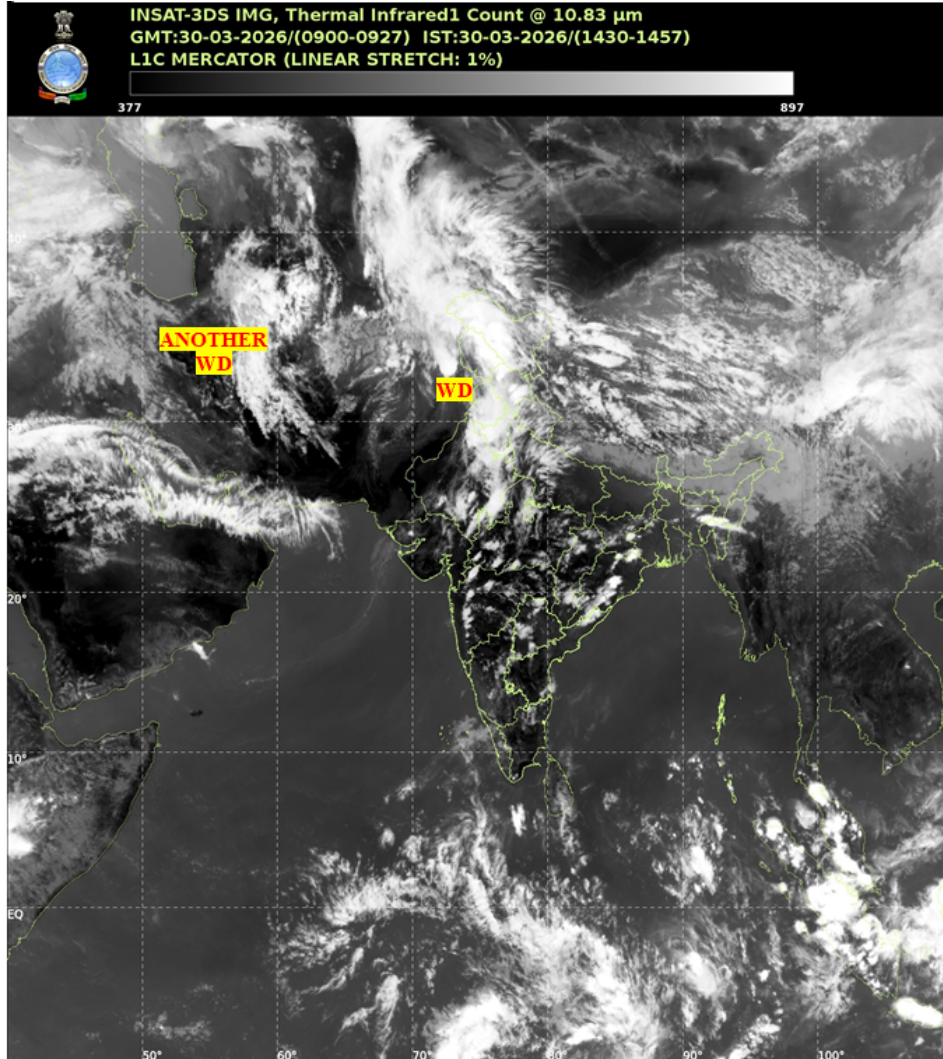 INSAT-3DS IMG, Thermal Infrared1 Count @ 10.83 μm
GMT:30-03-2026/(0900-0927) IST:30-03-2026/(1430-1457)
L1C MERCATOR (LINEAR STRETCH: 1%)
377 897
ANOTHER
WD
WD
30°
20°
10°
EQ
50° 60° 70° 80° 90° 100°